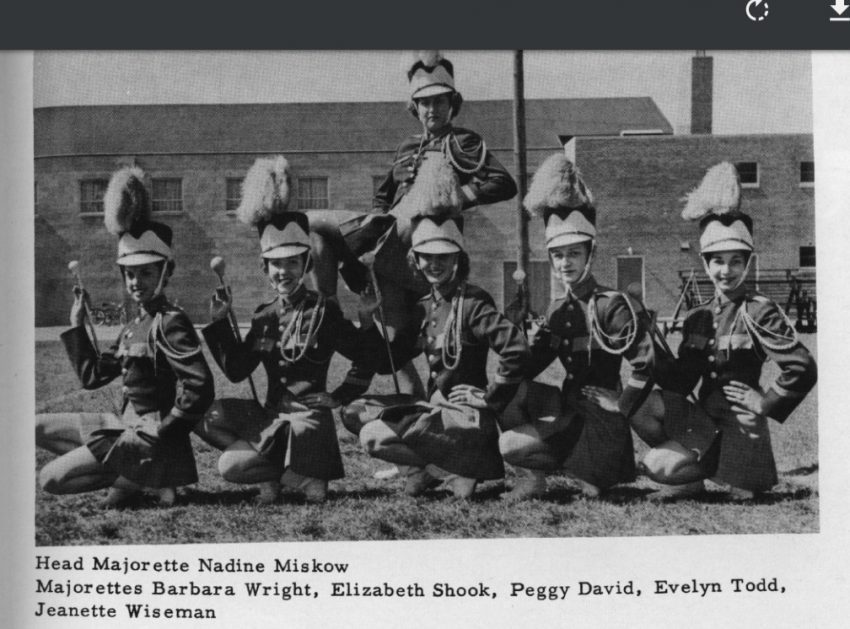 Head Majorette Nadine Miskow
Majorettes Barbara Wright, Elizabeth Shook, Peggy David, Evelyn Todd,
Jeanette Wiseman